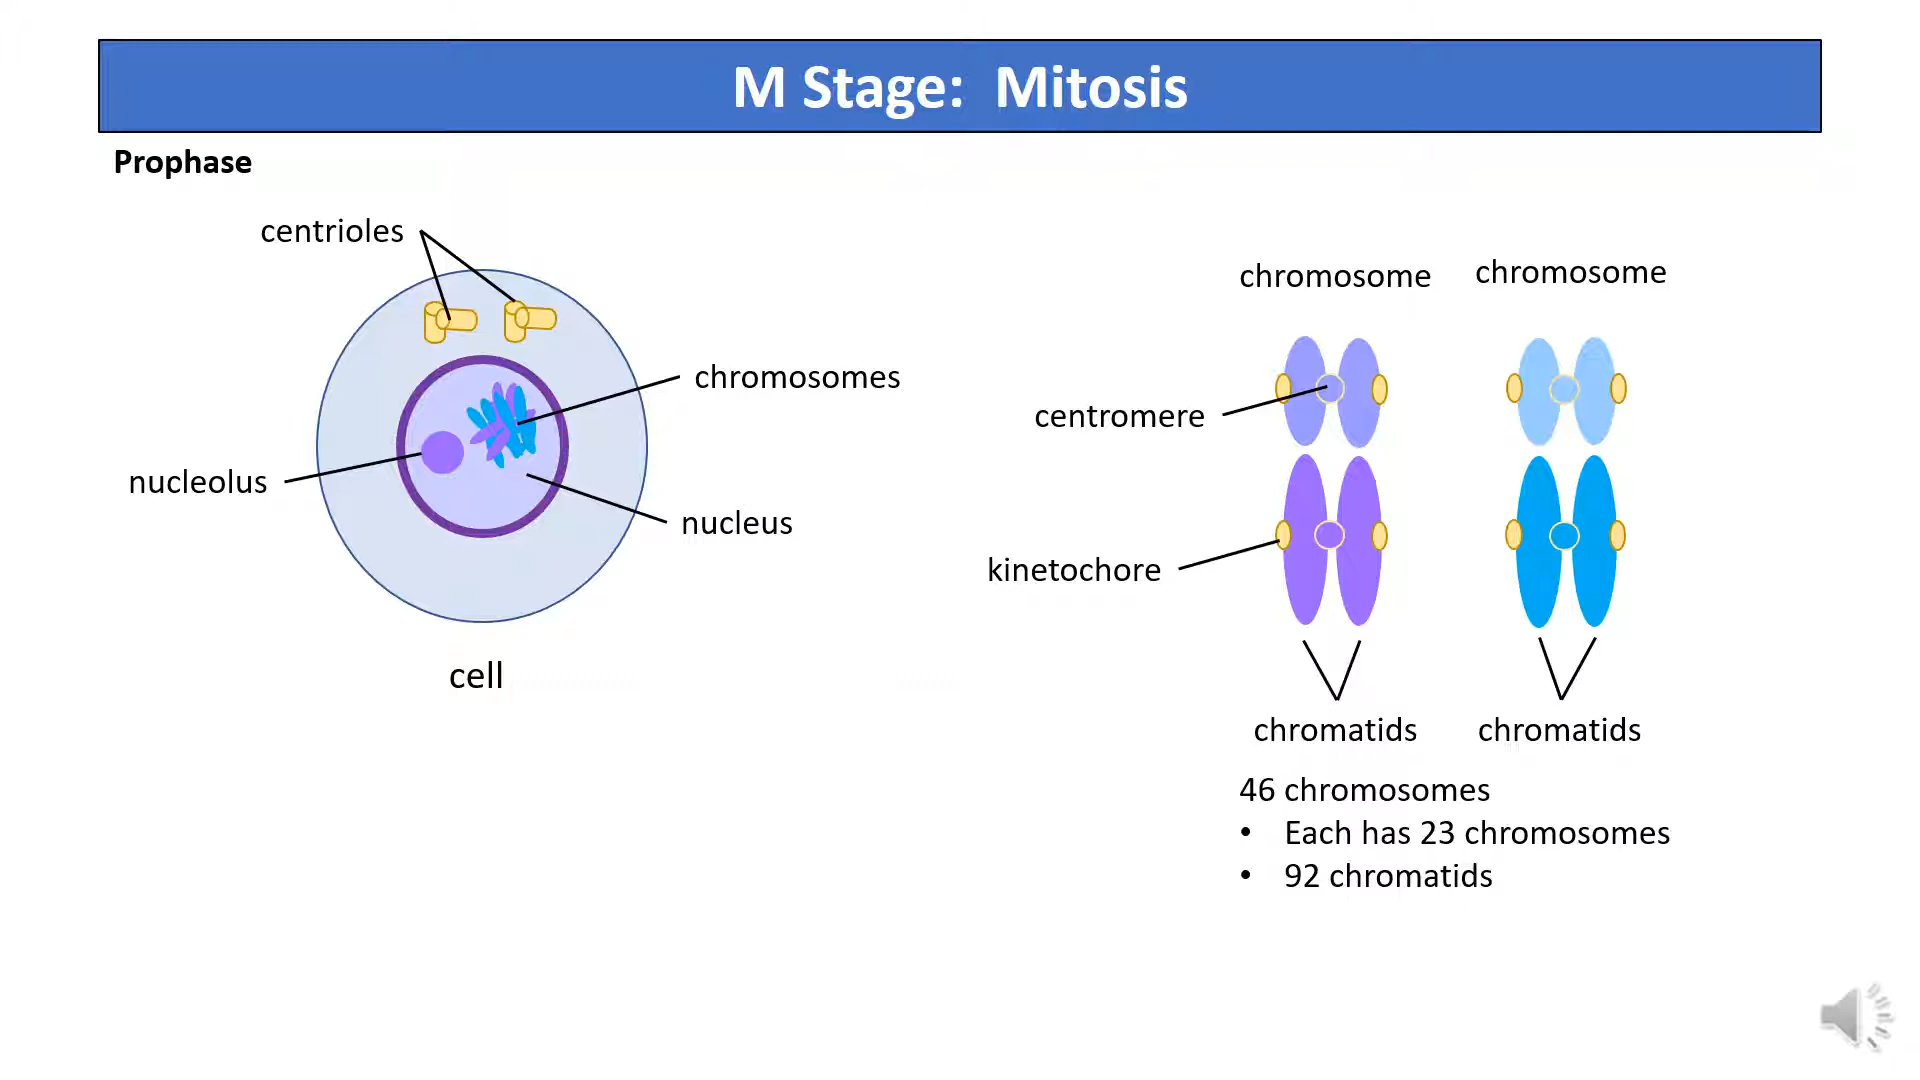 M Stage:  Mitosis
Prophase
centrioles
chromosomes
nucleolus
nucleus
cell
chromosome
chromosome
centromere
kinetochore
chromatids
chromatids
46 chromosomes
• Each has 23 chromosomes
• 92 chromatids